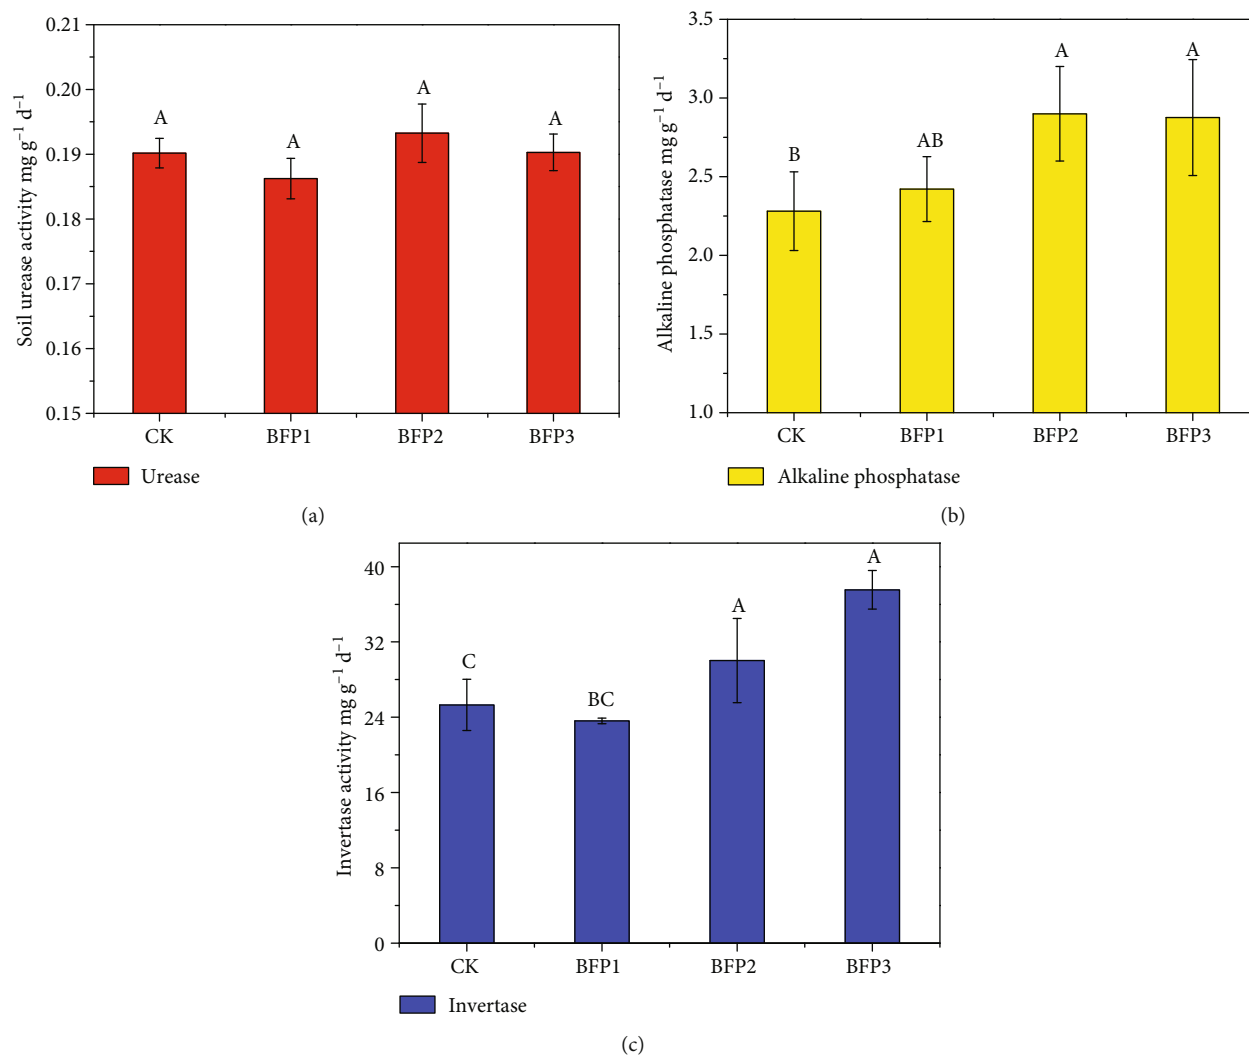 0.21
0.20
0.19
0.18
0.17
0.16
0.15
Soil urease activity mg g⁻¹ d⁻¹
A
A
A
A
CK BFP1 BFP2 BFP3
Urease
(a)
3.5
3.0
2.5
2.0
1.5
1.0
Alkaline phosphatase mg g⁻¹ d⁻¹
B
AB
A
A
CK BFP1 BFP2 BFP3
Alkaline phosphatase
(b)
40
32
24
16
8
0
Invertase activity mg g⁻¹ d⁻¹
C
BC
A
A
CK BFP1 BFP2 BFP3
Invertase
(c)